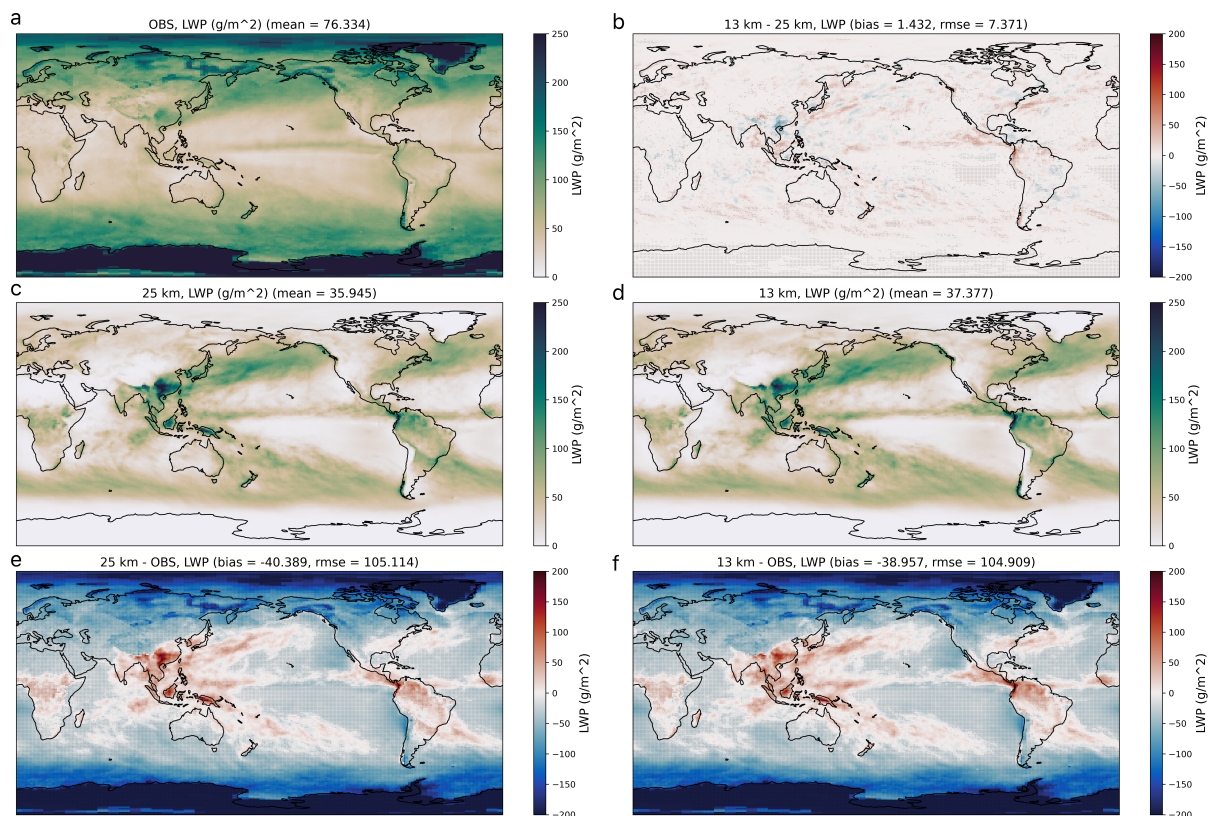 a
OBS, LWP (g/m^2) (mean = 76.334)
250
200
150
100
50
0
LWP (g/m^2)
b
13 km - 25 km, LWP (bias = 1.432, rmse = 7.371)
200
150
100
50
0
−50
−100
−150
−200
LWP (g/m^2)
c
25 km, LWP (g/m^2) (mean = 35.945)
250
200
150
100
50
0
LWP (g/m^2)
d
13 km, LWP (g/m^2) (mean = 37.377)
250
200
150
100
50
0
LWP (g/m^2)
e
25 km - OBS, LWP (bias = -40.389, rmse = 105.114)
200
150
100
50
0
−50
−100
−150
−200
LWP (g/m^2)
f
13 km - OBS, LWP (bias = -38.957, rmse = 104.909)
200
150
100
50
0
−50
−100
−150
−200
LWP (g/m^2)